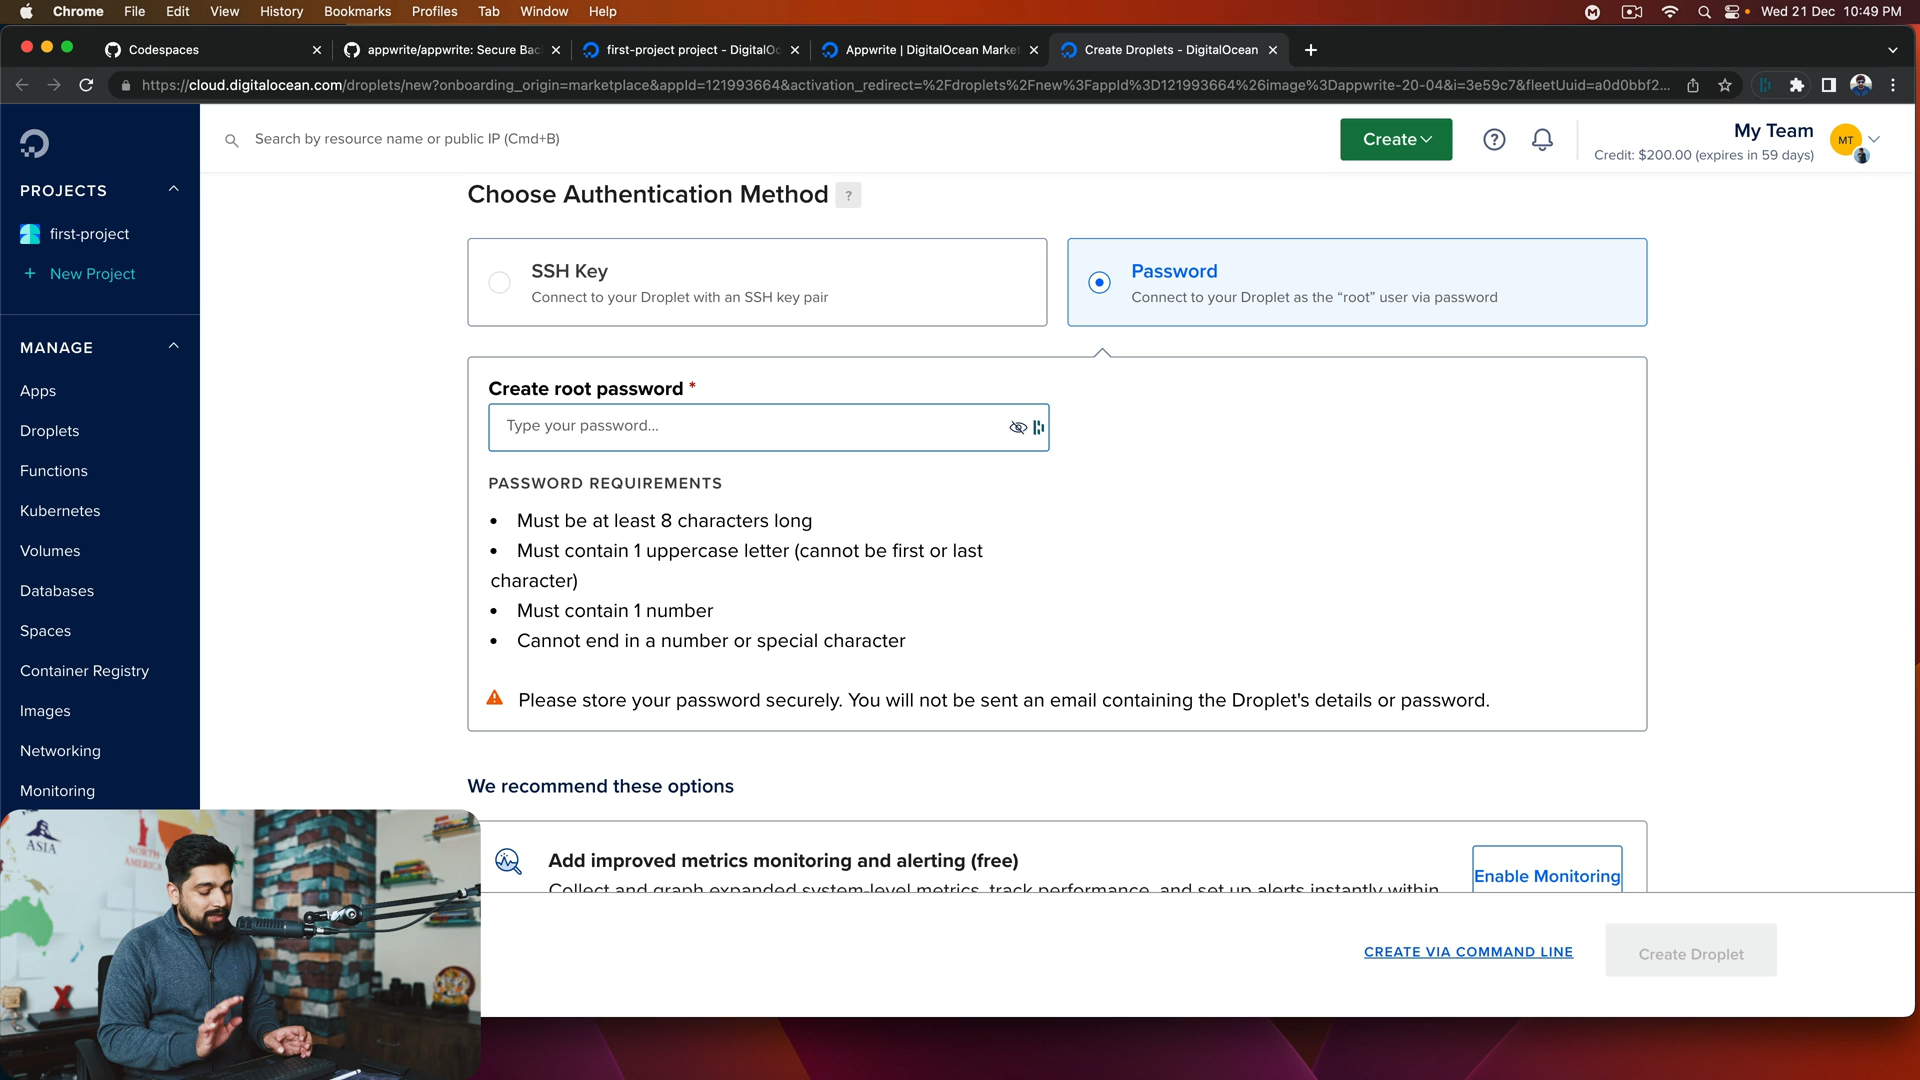 Chrome File Edit View History Bookmarks Profiles Tab Window Help Wed 21 Dec 10:49 PM
Codespaces appwrite/appwrite: Secure Bac first-project project - DigitalOc Appwrite | DigitalOcean Market Create Droplets - DigitalOcean
https://cloud.digitalocean.com/droplets/new?onboarding_origin=marketplace&appId=121993664&activation_redirect=%2Fdroplets%2Fnew%3FappId%3D121993664%26image%3Dappwrite-20-04&i=3e59c7&fleetUuid=a0d0bbf2...
Search by resource name or public IP (Cmd+B)
Create
?
My Team
Credit: $200.00 (expires in 59 days)
MT
PROJECTS
first-project
+ New Project
MANAGE
Apps
Droplets
Functions
Kubernetes
Volumes
Databases
Spaces
Container Registry
Images
Networking
Monitoring
Choose Authentication Method ?
SSH Key
Connect to your Droplet with an SSH key pair
Password
Connect to your Droplet as the “root” user via password
Create root password *
Type your password...
PASSWORD REQUIREMENTS
• Must be at least 8 characters long
• Must contain 1 uppercase letter (cannot be first or last
character)
• Must contain 1 number
• Cannot end in a number or special character
Please store your password securely. You will not be sent an email containing the Droplet's details or password.
We recommend these options
Add improved metrics monitoring and alerting (free)
Collect and graph expanded system-level metrics, track performance, and set up alerts instantly within
Enable Monitoring
CREATE VIA COMMAND LINE
Create Droplet
ASIA
NORTH
AMERICA